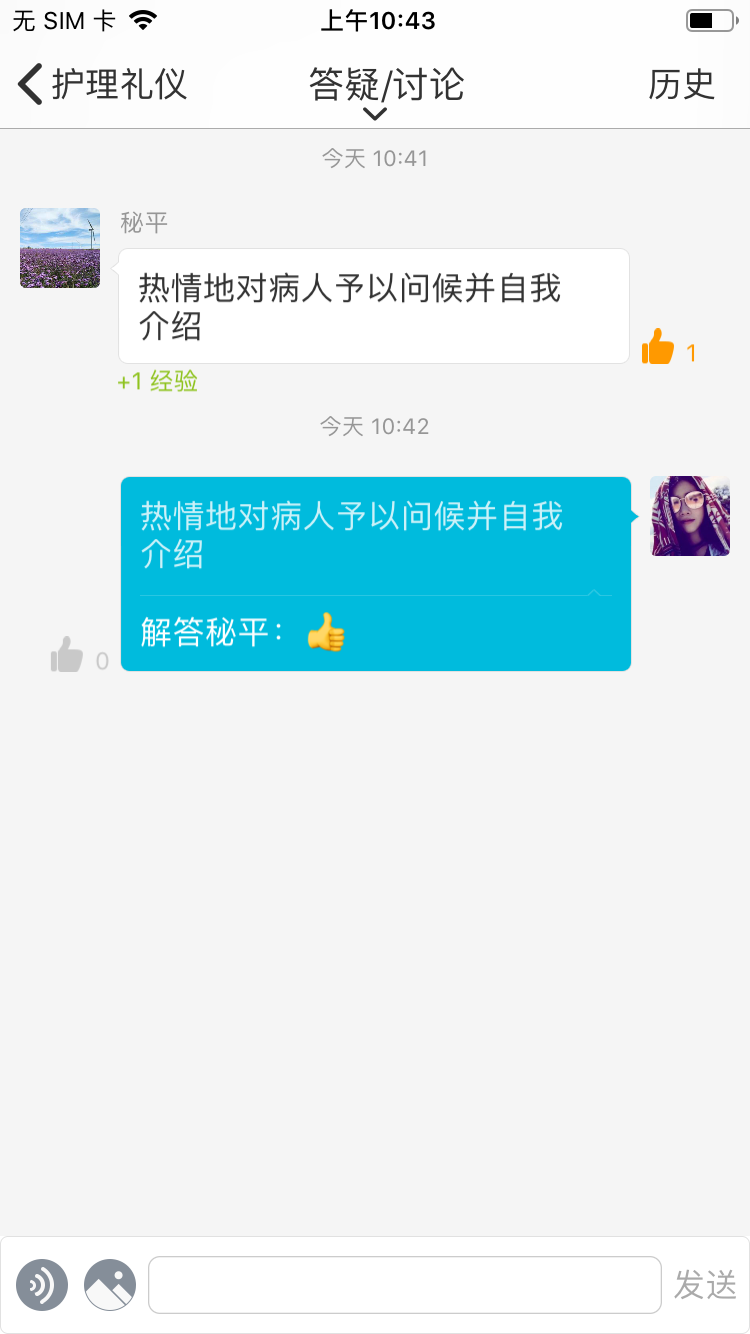 无 SIM 卡 上午10:43
护理礼仪 答疑/讨论 历史
今天 10:41
秘平
热情地对病人予以问候并自我
介绍
1
+1 经验
今天 10:42
热情地对病人予以问候并自我
介绍
解答秘平：👍
0
发送